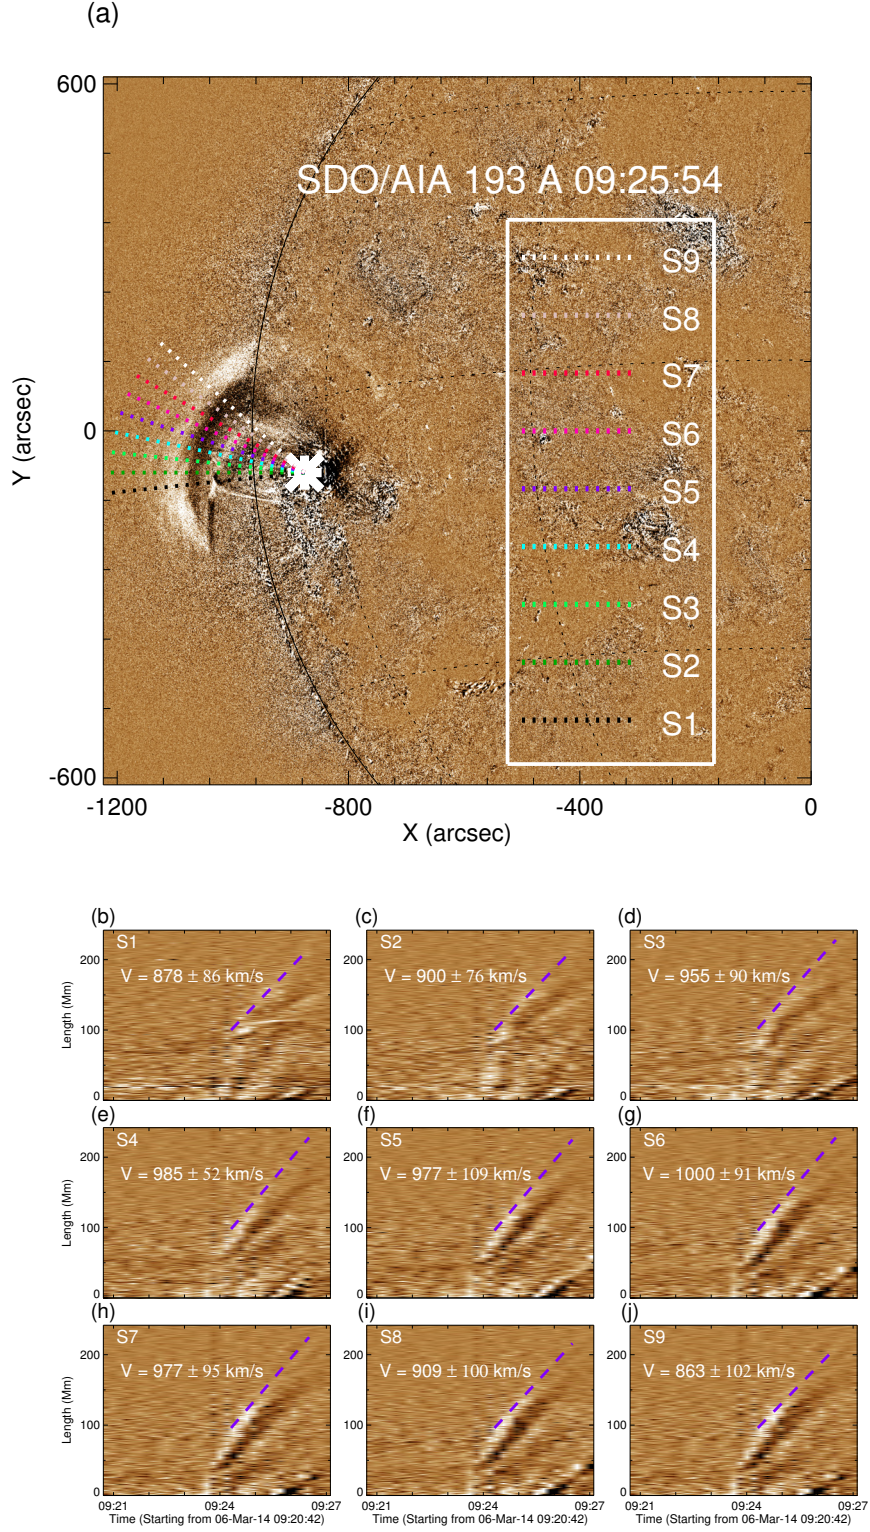 (a)
600
0
-600
Y (arcsec)
SDO/AIA 193 A 09:25:54
S9
S8
S7
S6
S5
S4
S3
S2
S1
-1200 -800 -400 0
X (arcsec)
(b) (c) (d)
S1 S2 S3
V = 878 ± 86 km/s V = 900 ± 76 km/s V = 955 ± 90 km/s
Length (Mm)
200 200 200
100 100 100
0 0 0
(e) (f) (g)
S4 S5 S6
V = 985 ± 52 km/s V = 977 ± 109 km/s V = 1000 ± 91 km/s
Length (Mm)
200 200 200
100 100 100
0 0 0
(h) (i) (j)
S7 S8 S9
V = 977 ± 95 km/s V = 909 ± 100 km/s V = 863 ± 102 km/s
Length (Mm)
200 200 200
100 100 100
0 0 0
09:21 09:24 09:27 09:21 09:24 09:27 09:21 09:24 09:27
Time (Starting from 06-Mar-14 09:20:42) Time (Starting from 06-Mar-14 09:20:42) Time (Starting from 06-Mar-14 09:20:42)